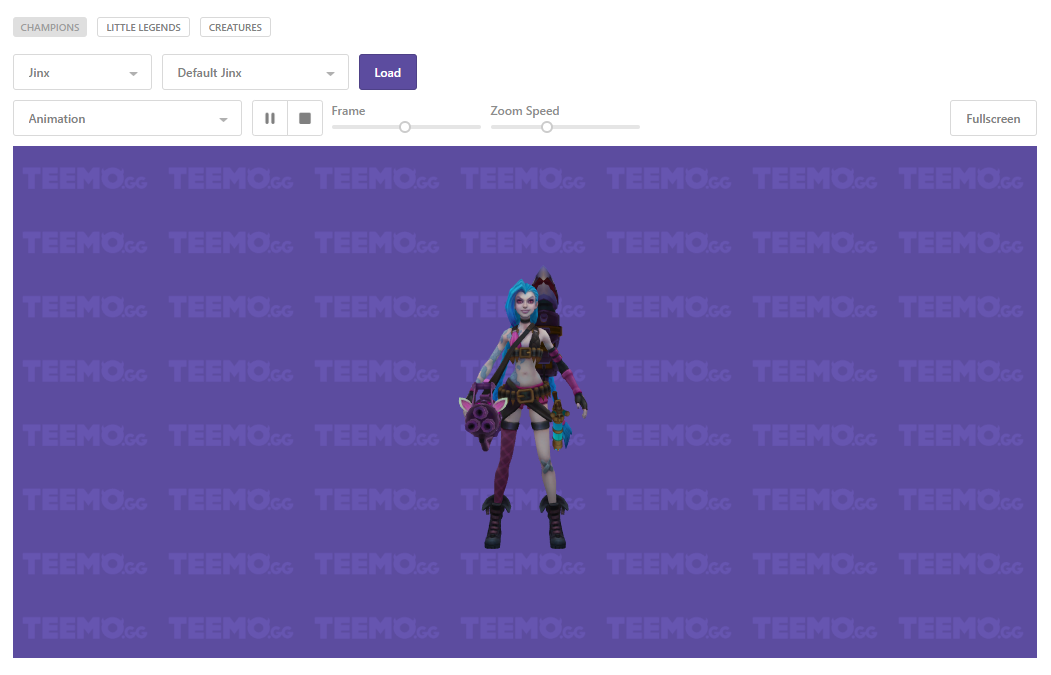 CHAMPIONS LITTLE LEGENDS CREATURES
Jinx Default Jinx Load
Animation Frame Zoom Speed Fullscreen
TEEMO.GG TEEMO.GG TEEMO.GG TEEMO.GG TEEMO.GG TEEMO.GG TEEMO.GG
TEEMO.GG TEEMO.GG TEEMO.GG TEEMO.GG TEEMO.GG TEEMO.GG TEEMO.GG
TEEMO.GG TEEMO.GG TEEMO.GG TEEMO.GG TEEMO.GG TEEMO.GG TEEMO.GG
TEEMO.GG TEEMO.GG TEEMO.GG TEEMO.GG TEEMO.GG TEEMO.GG
TEEMO.GG TEEMO.GG TEEMO.GG TEEMO.GG TEEMO.GG TEEMO.GG
TEEMO.GG TEEMO.GG TEEMO.GG TEEMO.GG TEEMO.GG TEEMO.GG TEEMO.GG
TEEMO.GG TEEMO.GG TEEMO.GG TEEMO.GG TEEMO.GG TEEMO.GG TEEMO.GG
TEEMO.GG TEEMO.GG TEEMO.GG TEEMO.GG TEEMO.GG TEEMO.GG TEEMO.GG